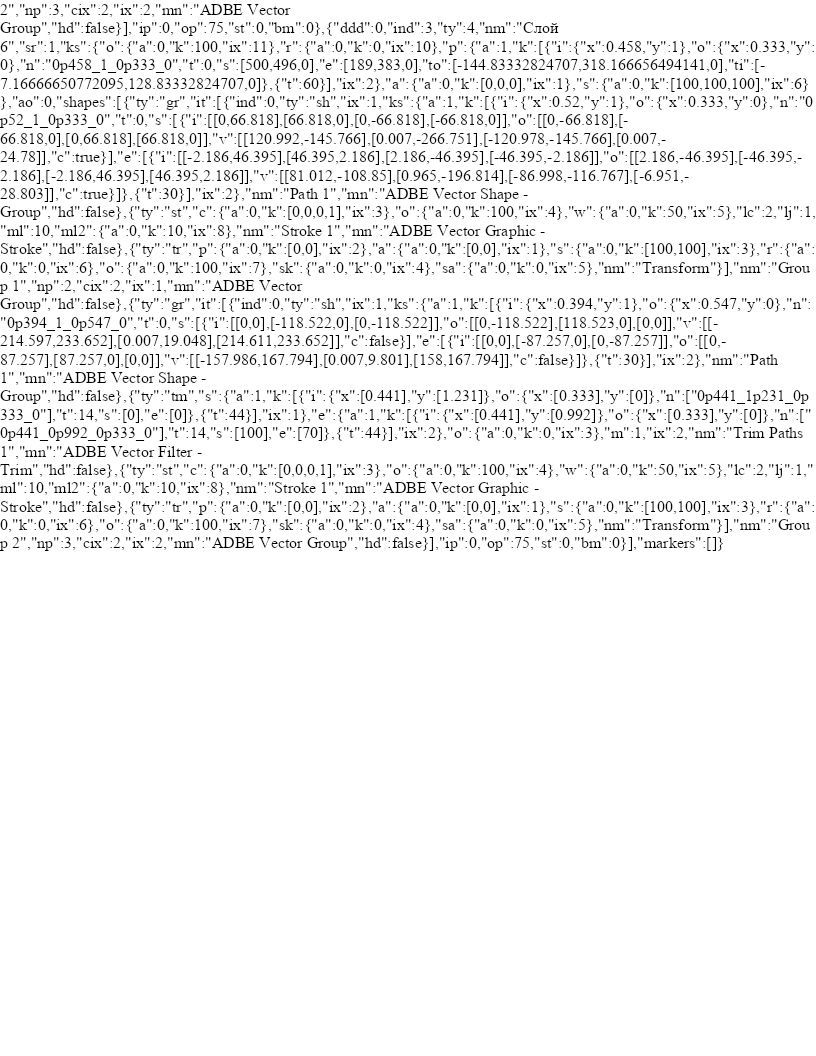 2","np":3,"cix":2,"ix":2,"mn":"ADBE Vector
Group","hd":false}],"ip":0,"op":75,"st":0,"bm":0},{"ddd":0,"ind":3,"ty":4,"nm":"Слой
6","sr":1,"ks":{"o":{"a":0,"k":100,"ix":11},"r":{"a":0,"k":0,"ix":10},"p":{"a":1,"k":[{"i":{"x":0.458,"y":1},"o":{"x":0.333,"y":
0},"n":"0p458_1_0p333_0","t":0,"s":[500,496,0],"e":[189,383,0],"to":[-144.83332824707,318.166656494141,0],"ti":[-
7.16666650772095,128.83332824707,0]},{"t":60}],"ix":2},"a":{"a":0,"k":[0,0,0],"ix":1},"s":{"a":0,"k":[100,100,100],"ix":6}
},"ao":0,"shapes":[{"ty":"gr","it":[{"ind":0,"ty":"sh","ix":1,"ks":{"a":1,"k":[{"i":{"x":0.52,"y":1},"o":{"x":0.333,"y":0},"n":"0
p52_1_0p333_0","t":0,"s":[{"i":[[0,66.818],[66.818,0],[0,-66.818],[-66.818,0]],"o":[[0,-66.818],[-
66.818,0],[0,66.818],[66.818,0]],"v":[[120.992,-145.766],[0.007,-266.751],[-120.978,-145.766],[0.007,-
24.78]],"c":true}],"e":[{"i":[[-2.186,46.395],[46.395,2.186],[2.186,-46.395],[-46.395,-2.186]],"o":[[2.186,-46.395],[-46.395,-
2.186],[-2.186,46.395],[46.395,2.186]],"v":[[81.012,-108.85],[0.965,-196.814],[-86.998,-116.767],[-6.951,-
28.803]],"c":true}]},{"t":30}],"ix":2},"nm":"Path 1","mn":"ADBE Vector Shape -
Group","hd":false},{"ty":"st","c":{"a":0,"k":[0,0,0,1],"ix":3},"o":{"a":0,"k":100,"ix":4},"w":{"a":0,"k":50,"ix":5},"lc":2,"lj":1,
"ml":10,"ml2":{"a":0,"k":10,"ix":8},"nm":"Stroke 1","mn":"ADBE Vector Graphic -
Stroke","hd":false},{"ty":"tr","p":{"a":0,"k":[0,0],"ix":2},"a":{"a":0,"k":[0,0],"ix":1},"s":{"a":0,"k":[100,100],"ix":3},"r":{"a":
0,"k":0,"ix":6},"o":{"a":0,"k":100,"ix":7},"sk":{"a":0,"k":0,"ix":4},"sa":{"a":0,"k":0,"ix":5},"nm":"Transform"}],"nm":"Grou
p 1","np":2,"cix":2,"ix":1,"mn":"ADBE Vector
Group","hd":false},{"ty":"gr","it":[{"ind":0,"ty":"sh","ix":1,"ks":{"a":1,"k":[{"i":{"x":0.394,"y":1},"o":{"x":0.547,"y":0},"n":
"0p394_1_0p547_0","t":0,"s":[{"i":[[0,0],[-118.522,0],[0,-118.522]],"o":[[0,-118.522],[118.523,0],[0,0]],"v":[[-
214.597,233.652],[0.007,19.048],[214.611,233.652]],"c":false}],"e":[{"i":[[0,0],[-87.257,0],[0,-87.257]],"o":[[0,-
87.257],[87.257,0],[0,0]],"v":[[-157.986,167.794],[0.007,9.801],[158,167.794]],"c":false}]},{"t":30}],"ix":2},"nm":"Path
1","mn":"ADBE Vector Shape -
Group","hd":false},{"ty":"tm","s":{"a":1,"k":[{"i":{"x":[0.441],"y":[1.231]},"o":{"x":[0.333],"y":[0]},"n":["0p441_1p231_0p
333_0"],"t":14,"s":[0],"e":[0]},{"t":44}],"ix":1},"e":{"a":1,"k":[{"i":{"x":[0.441],"y":[0.992]},"o":{"x":[0.333],"y":[0]},"n":["
0p441_0p992_0p333_0"],"t":14,"s":[100],"e":[70]},{"t":44}],"ix":2},"o":{"a":0,"k":0,"ix":3},"m":1,"ix":2,"nm":"Trim Paths
1","mn":"ADBE Vector Filter -
Trim","hd":false},{"ty":"st","c":{"a":0,"k":[0,0,0,1],"ix":3},"o":{"a":0,"k":100,"ix":4},"w":{"a":0,"k":50,"ix":5},"lc":2,"lj":1,"
ml":10,"ml2":{"a":0,"k":10,"ix":8},"nm":"Stroke 1","mn":"ADBE Vector Graphic -
Stroke","hd":false},{"ty":"tr","p":{"a":0,"k":[0,0],"ix":2},"a":{"a":0,"k":[0,0],"ix":1},"s":{"a":0,"k":[100,100],"ix":3},"r":{"a":
0,"k":0,"ix":6},"o":{"a":0,"k":100,"ix":7},"sk":{"a":0,"k":0,"ix":4},"sa":{"a":0,"k":0,"ix":5},"nm":"Transform"}],"nm":"Grou
p 2","np":3,"cix":2,"ix":2,"mn":"ADBE Vector Group","hd":false}],"ip":0,"op":75,"st":0,"bm":0}],"markers":[]}